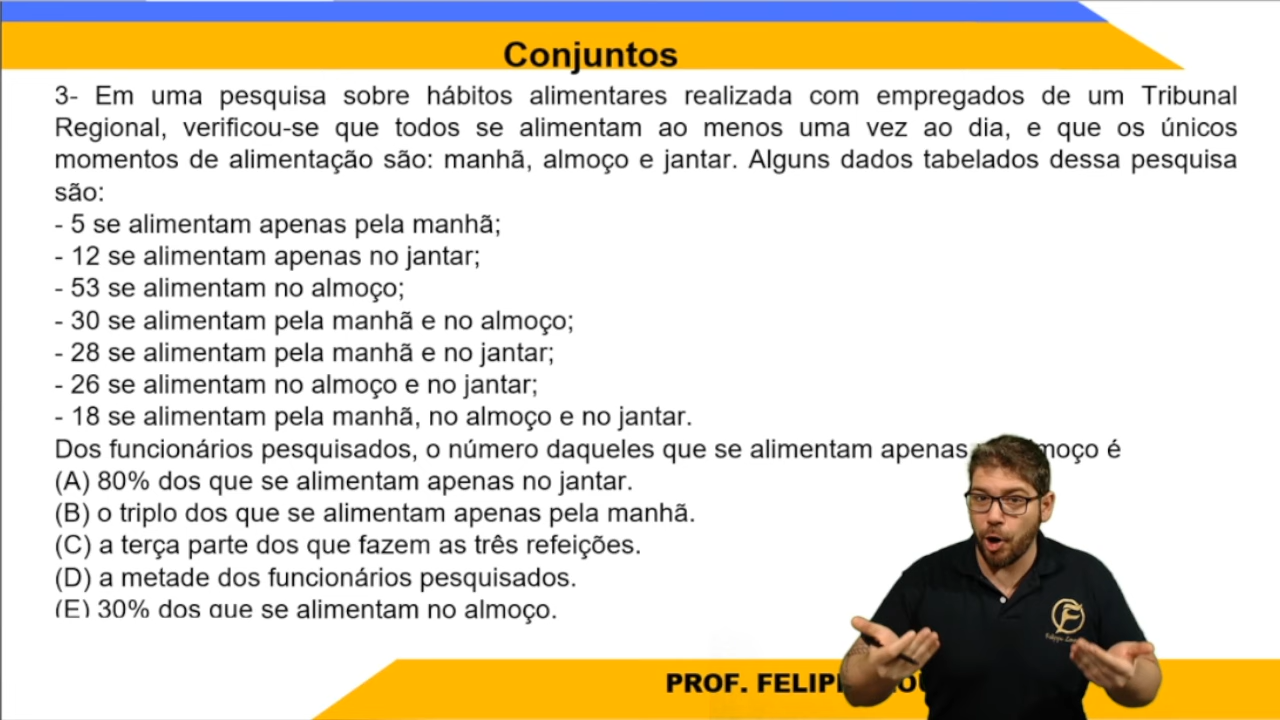 Conjuntos
3- Em uma pesquisa sobre hábitos alimentares realizada com empregados de um Tribunal
Regional, verificou-se que todos se alimentam ao menos uma vez ao dia, e que os únicos
momentos de alimentação são: manhã, almoço e jantar. Alguns dados tabelados dessa pesquisa
são:
- 5 se alimentam apenas pela manhã;
- 12 se alimentam apenas no jantar;
- 53 se alimentam no almoço;
- 30 se alimentam pela manhã e no almoço;
- 28 se alimentam pela manhã e no jantar;
- 26 se alimentam no almoço e no jantar;
- 18 se alimentam pela manhã, no almoço e no jantar.
Dos funcionários pesquisados, o número daqueles que se alimentam apenas moço é
(A) 80% dos que se alimentam apenas no jantar.
(B) o triplo dos que se alimentam apenas pela manhã.
(C) a terça parte dos que fazem as três refeições.
(D) a metade dos funcionários pesquisados.
(E) 30% dos que se alimentam no almoço.
PROF. FELIP